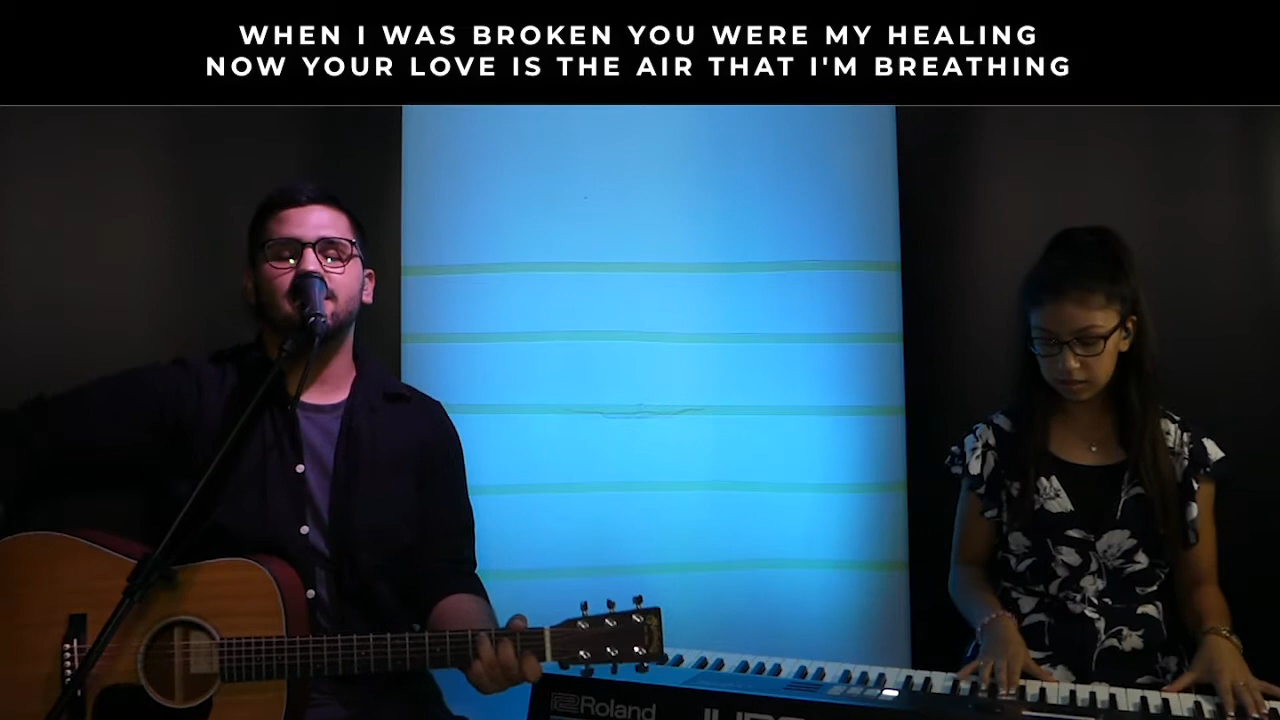 WHEN I WAS BROKEN YOU WERE MY HEALING
NOW YOUR LOVE IS THE AIR THAT I'M BREATHING
Roland